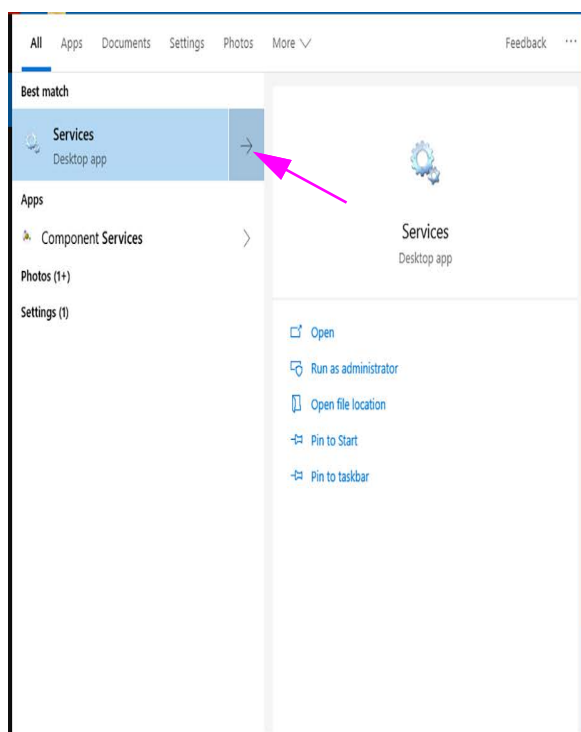 All Apps Documents Settings Photos More Feedback ...
Best match
Services
Desktop app
Apps
Component Services
Photos (1+)
Settings (1)
Services
Desktop app
Open
Run as administrator
Open file location
Pin to Start
Pin to taskbar